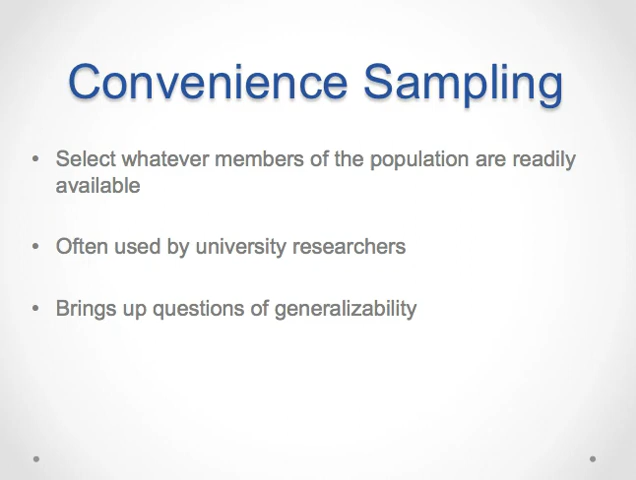 Convenience Sampling
• Select whatever members of the population are readily
available
• Often used by university researchers
• Brings up questions of generalizability